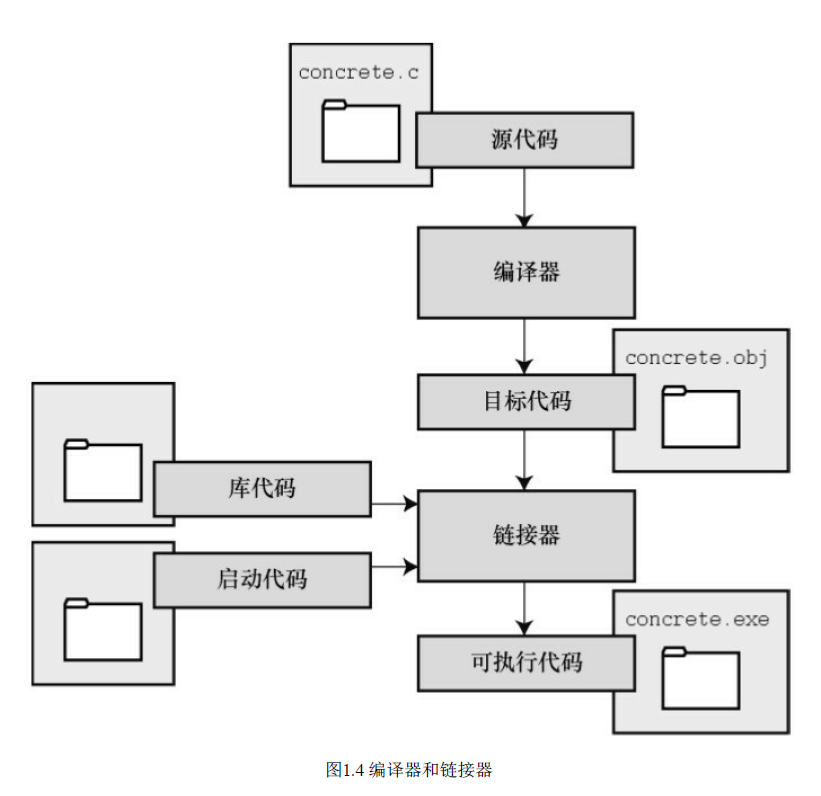 concrete.c
源代码
编译器
concrete.obj
目标代码
库代码
链接器
启动代码
concrete.exe
可执行代码
图1.4 编译器和链接器